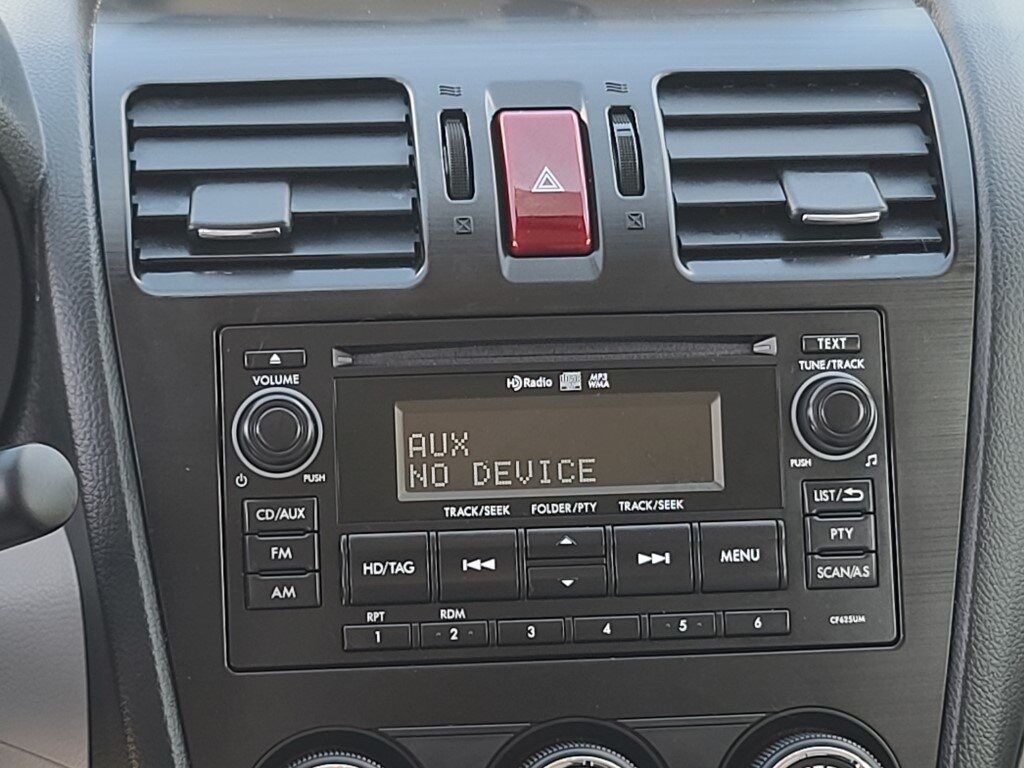 TEXT
VOLUME
TUNE/TRACK
HD Radio
MP3
WMA
AUX
NO DEVICE
PUSH
PUSH
CD/AUX
FM
AM
TRACK/SEEK FOLDER/PTY TRACK/SEEK
HD/TAG
MENU
LIST/
PTY
SCAN/A.S
RPT RDM
1 2 3 4 5 6
CF625UM